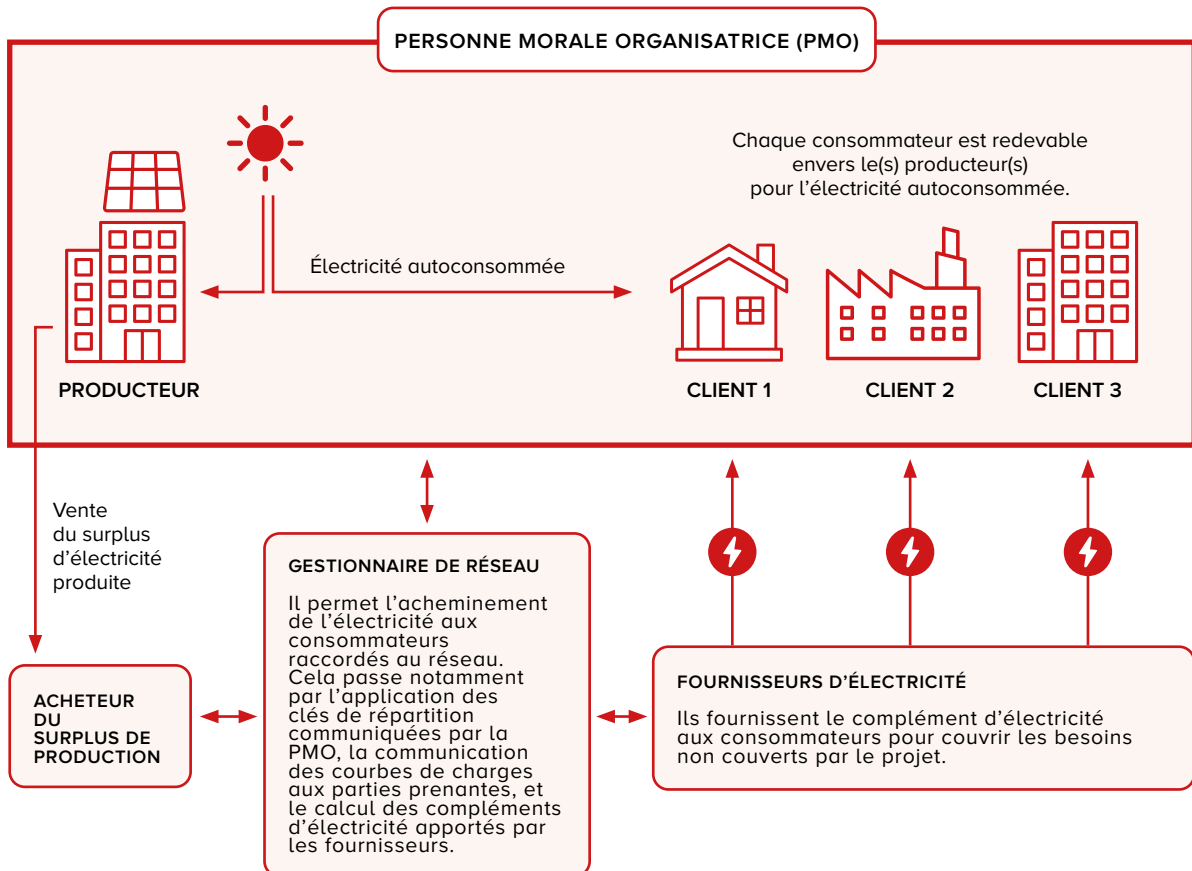 PERSONNE MORALE ORGANISATRICE (PMO)
Chaque consommateur est redevable
envers le(s) producteur(s)
pour l’électricité autoconsommée.
Électricité autoconsommée
PRODUCTEUR
CLIENT 1
CLIENT 2
CLIENT 3
Vente
du surplus
d’électricité
produite
GESTIONNAIRE DE RÉSEAU
Il permet l’acheminement
de l’électricité aux
consommateurs
raccordés au réseau.
Cela passe notamment
par l’application des
clés de répartition
communiquées par la
PMO, la communication
des courbes de charges
aux parties prenantes, et
le calcul des compléments
d’électricité apportés par
les fournisseurs.
ACHETEUR
DU
SURPLUS DE
PRODUCTION
FOURNISSEURS D’ÉLECTRICITÉ
Ils fournissent le complément d’électricité
aux consommateurs pour couvrir les besoins
non couverts par le projet.